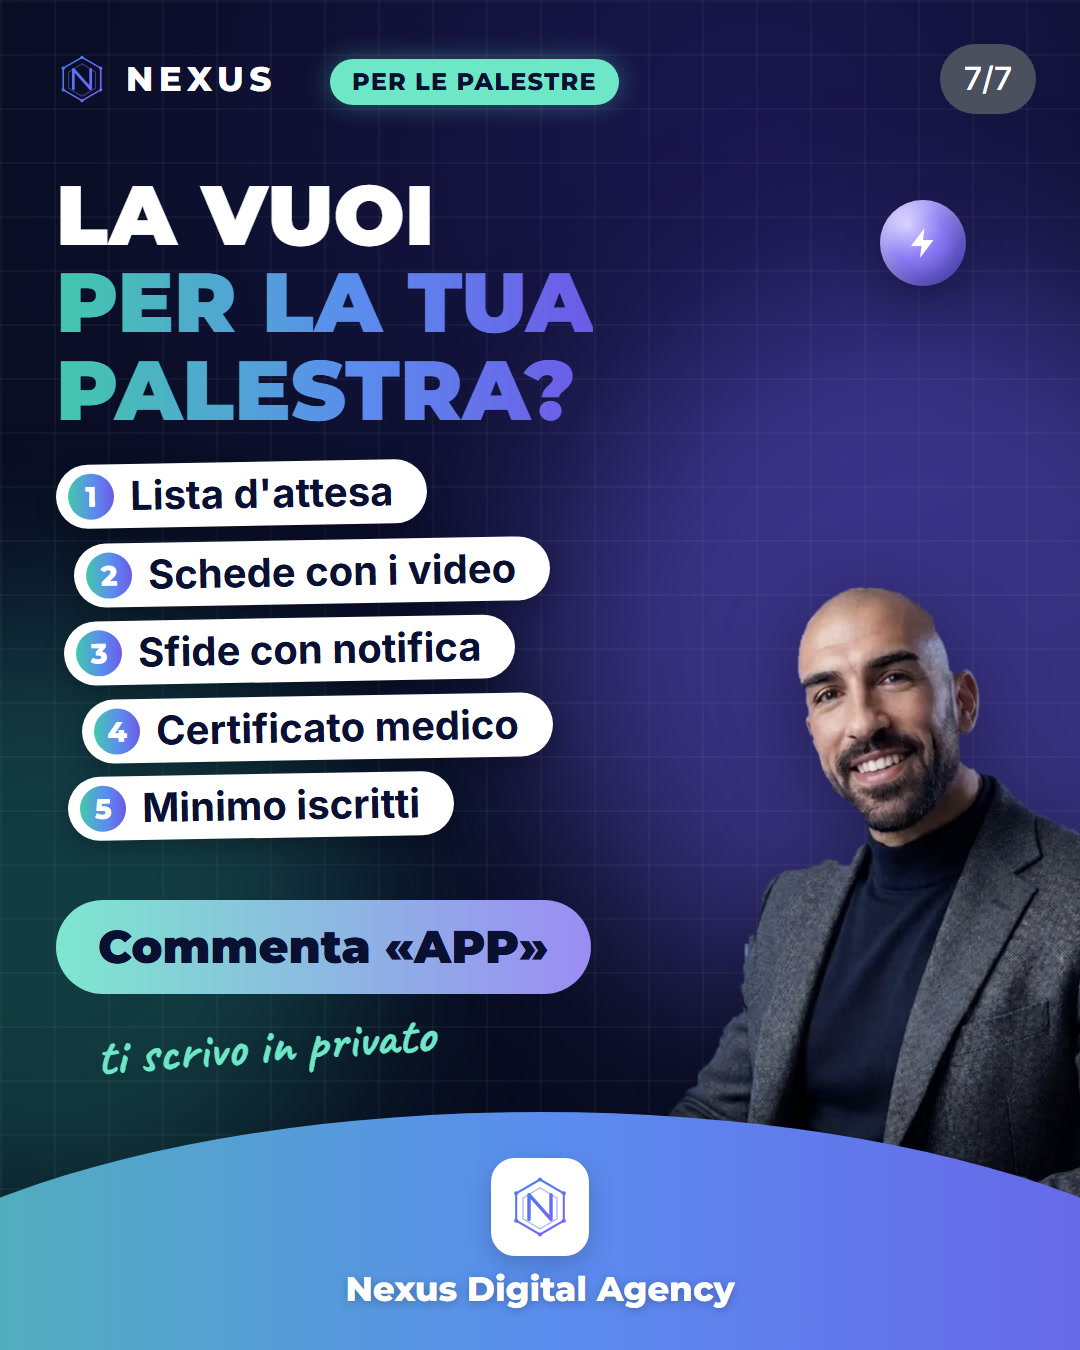 NEXUS
PER LE PALESTRE
7/7
LA VUOI
PER LA TUA
PALESTRA?
1 Lista d'attesa
2 Schede con i video
3 Sfide con notifica
4 Certificato medico
5 Minimo iscritti
Commenta «APP»
ti scrivo in privato
N
Nexus Digital Agency